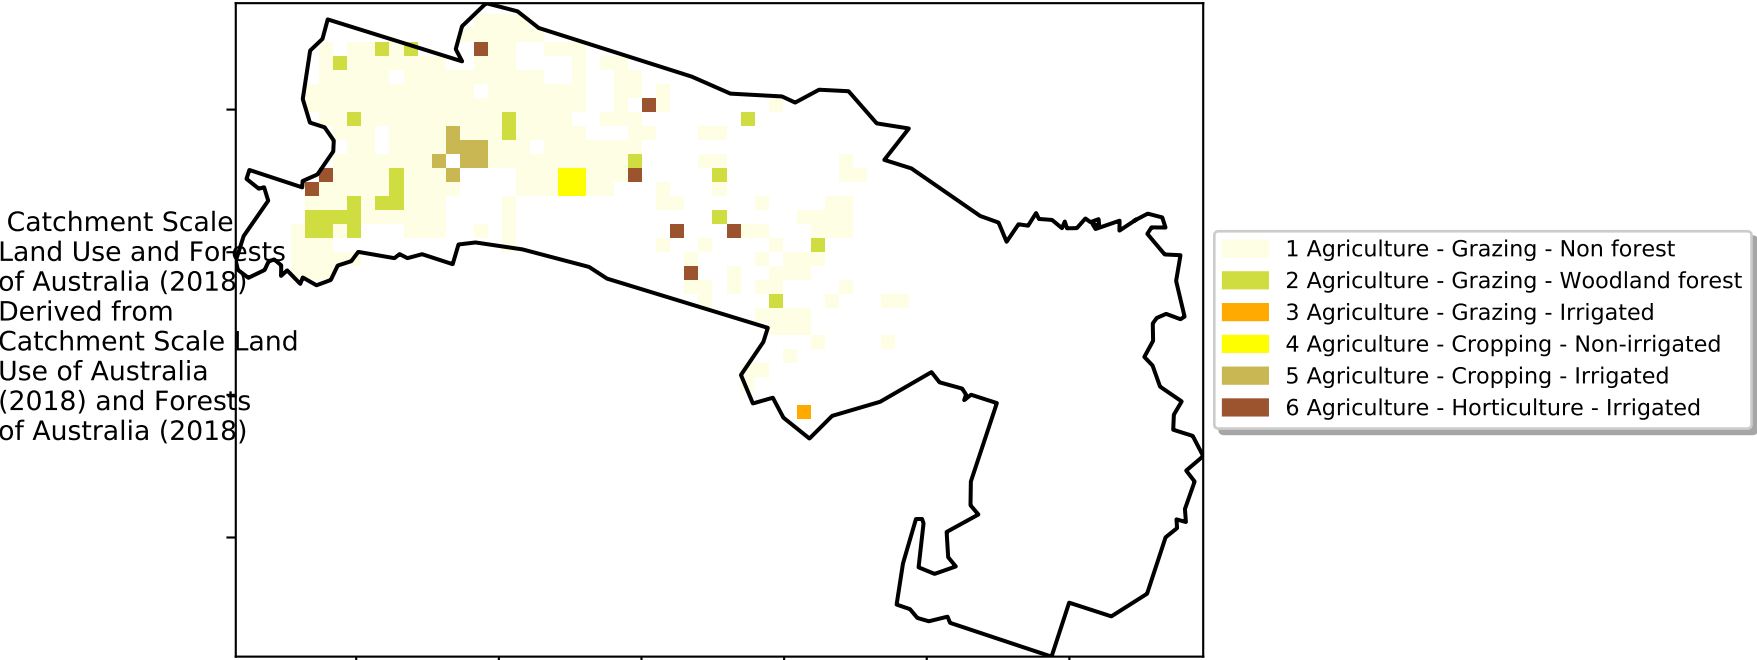 Catchment Scale
Land Use and Forests
of Australia (2018)
Derived from
Catchment Scale Land
Use of Australia
(2018) and Forests
of Australia (2018)
1 Agriculture - Grazing - Non forest
2 Agriculture - Grazing - Woodland forest
3 Agriculture - Grazing - Irrigated
4 Agriculture - Cropping - Non-irrigated
5 Agriculture - Cropping - Irrigated
6 Agriculture - Horticulture - Irrigated